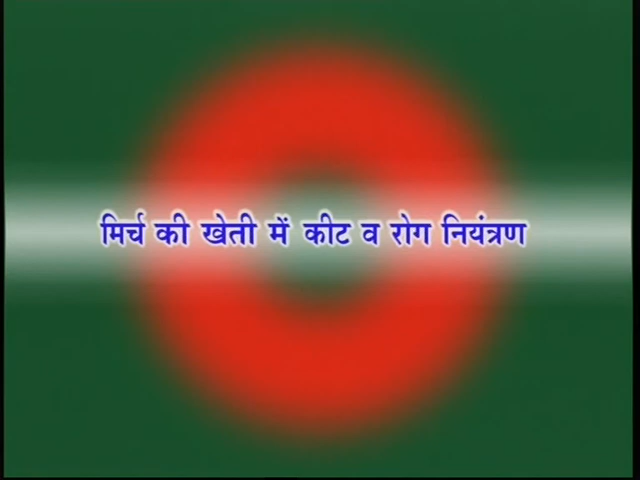 मिर्च की खेती में कीट व रोग नियंत्रण